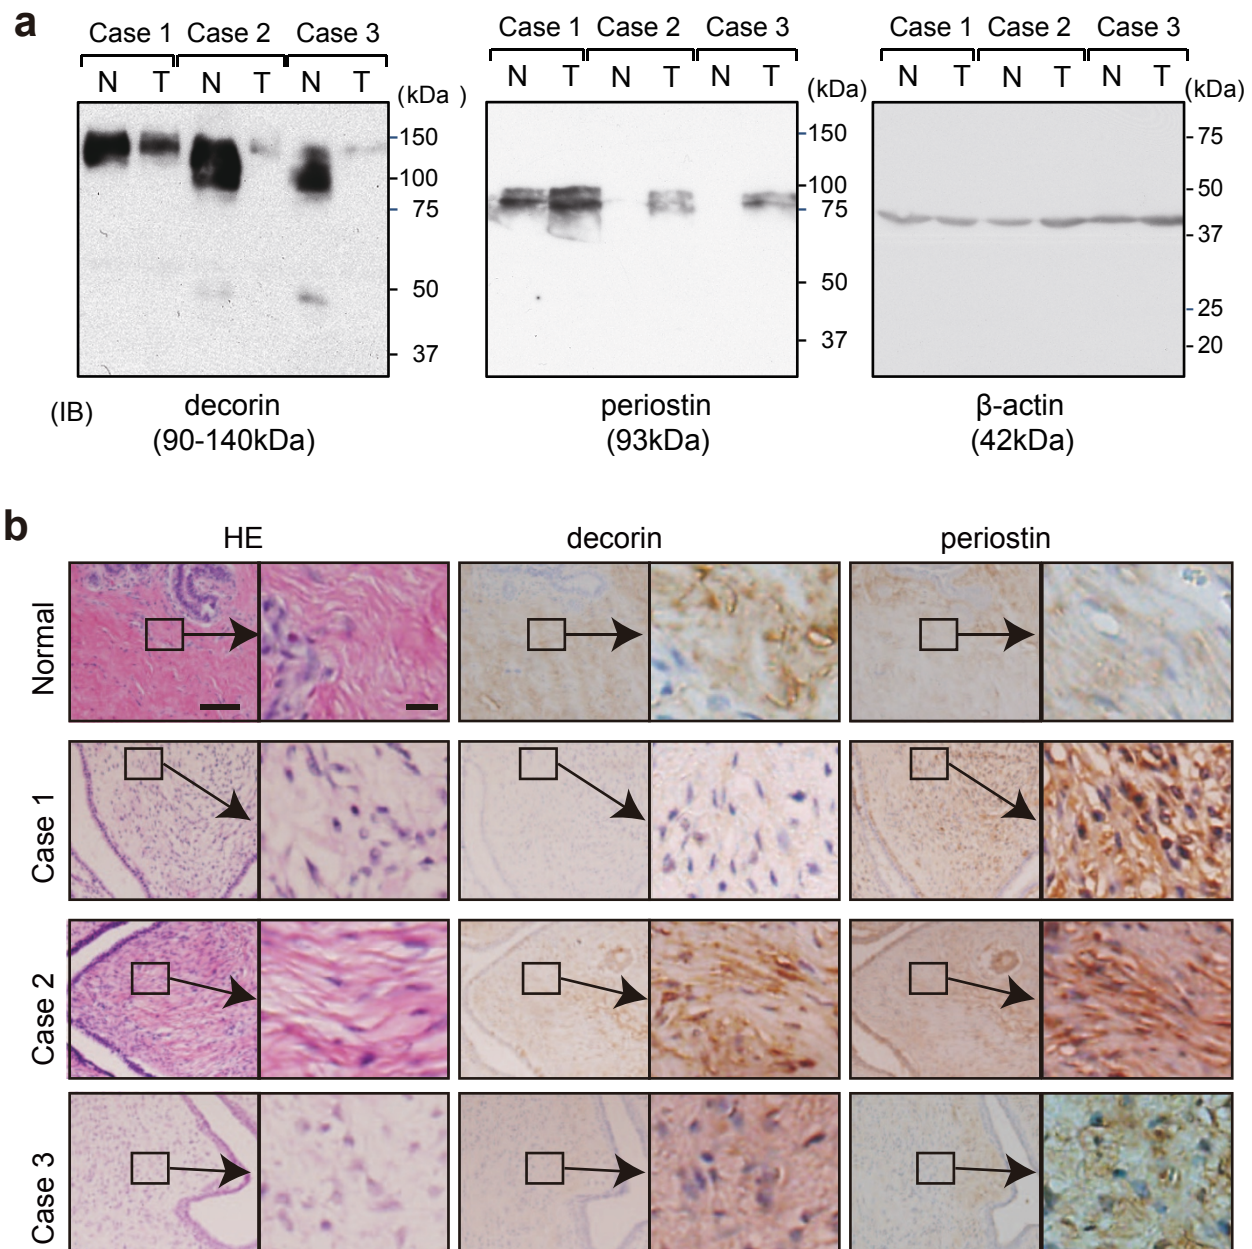 a
Case 1 Case 2 Case 3
N T N T N T
(kDa )
150
100
75
50
37
(IB)
decorin
(90-140kDa)
Case 1 Case 2 Case 3
N T N T N T
(kDa)
150
100
75
50
37
periostin
(93kDa)
Case 1 Case 2 Case 3
N T N T N T
(kDa)
75
50
37
25
20
β-actin
(42kDa)
b
HE decorin periostin
Normal
Case 1
Case 2
Case 3